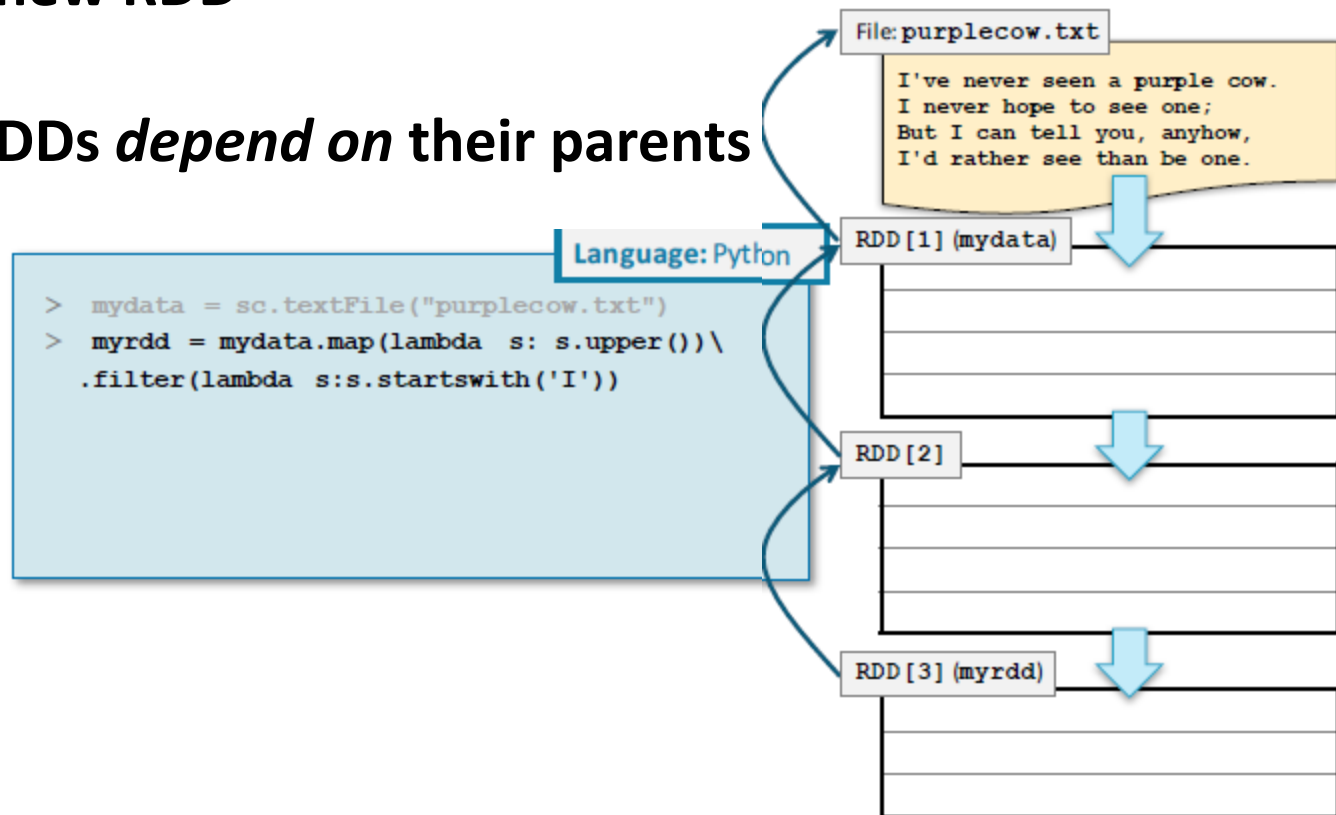 new RDD
DDs depend on their parents
Language: Python
> mydata = sc.textFile("purplecow.txt")
> myrdd = mydata.map(lambda s: s.upper())\
.filter(lambda s:s.startswith('I'))
File: purplecow.txt
I've never seen a purple cow.
I never hope to see one;
But I can tell you, anyhow,
I'd rather see than be one.
RDD[1] (mydata)
RDD[2]
RDD[3] (myrdd)